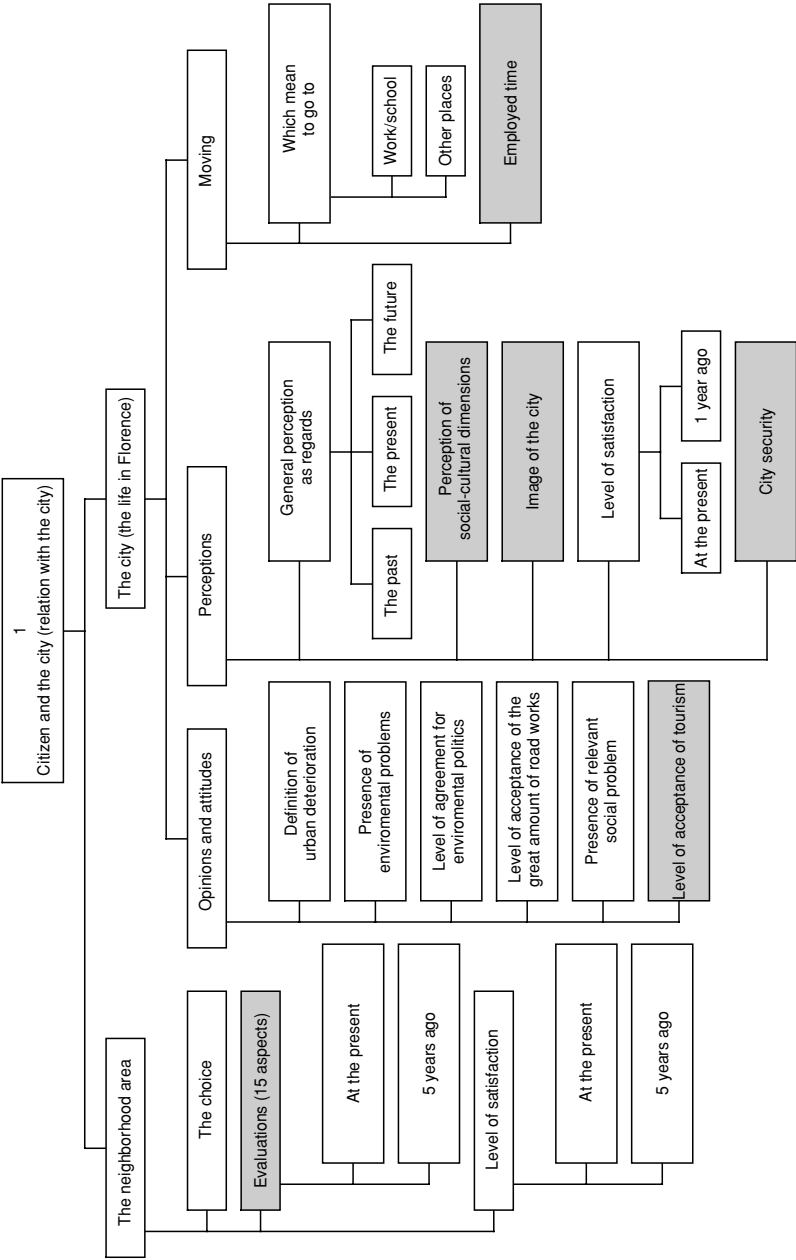 1
Citizen and the city (relation with the city)
The neighborhood area
The choice
Evaluations (15 aspects)
At the present
5 years ago
Level of satisfaction
At the present
5 years ago
The city (the life in Florence)
Opinions and attitudes
Definition of
urban deterioration
Presence of
enviromental problems
Level of agreement for
enviromental politics
Level of acceptance of the
great amount of road works
Presence of relevant
social problem
Level of acceptance of tourism
Perceptions
General perception
as regards
The past
The present
The future
Perception of
social-cultural dimensions
Image of the city
Level of satisfaction
At the present
1 year ago
City security
Moving
Which mean
to go to
Work/school
Other places
Employed time